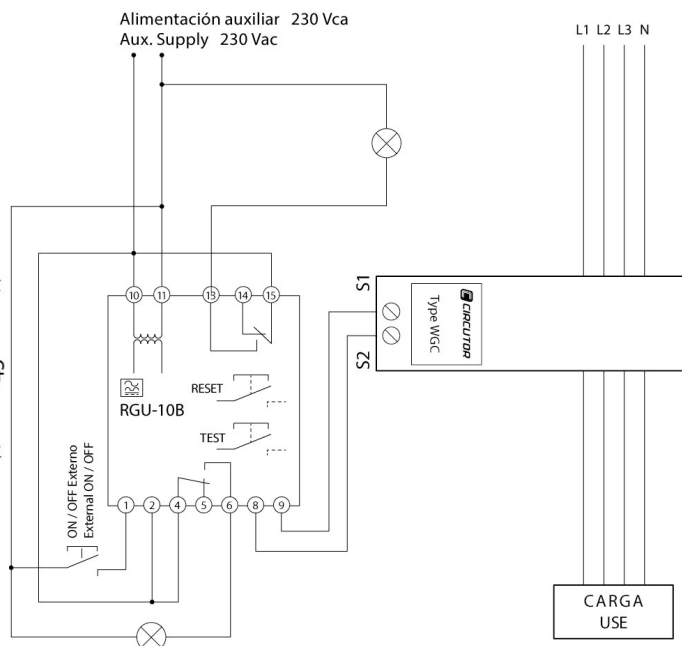 Alimentación auxiliar 230 Vca
Aux. Supply 230 Vac
L1 L2 L3 N
10 11 13 14 15
S1
S2
CIRCUTOR
Type WGC
RESET
RGU-10B
TEST
ON / OFF Externo
External ON / OFF
1 2 4 5 6 8 9
CARGA
USE